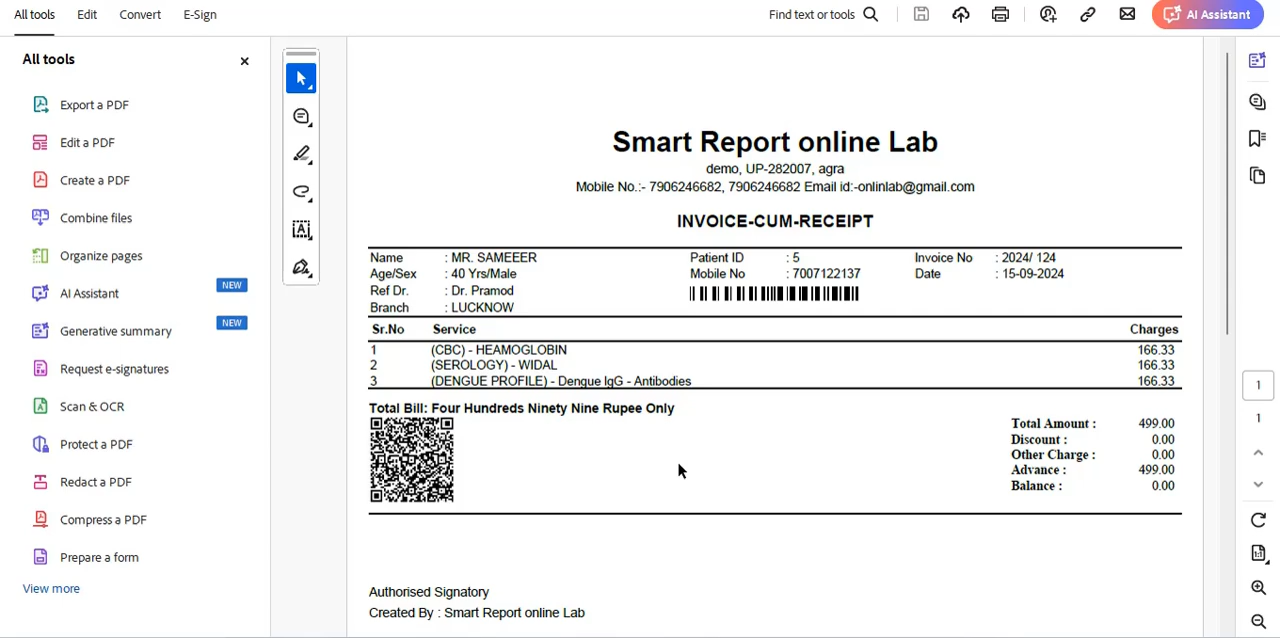 All tools Edit Convert E-Sign Find text or tools AI Assistant
All tools
Export a PDF
Edit a PDF
Create a PDF
Combine files
Organize pages
AI Assistant NEW
Generative summary NEW
Request e-signatures
Scan & OCR
Protect a PDF
Redact a PDF
Compress a PDF
Prepare a form
View more
Smart Report online Lab
demo, UP-282007, agra
Mobile No.:- 7906246682, 7906246682 Email id:-onlinlab@gmail.com
INVOICE-CUM-RECEIPT
Name : MR. SAMEEER Patient ID : 5 Invoice No : 2024/ 124
Age/Sex : 40 Yrs/Male Mobile No : 7007122137 Date : 15-09-2024
Ref Dr. : Dr. Pramod
Branch : LUCKNOW
Sr.No Service Charges
1 (CBC) - HEAMOGLOBIN 166.33
2 (SEROLOGY) - WIDAL 166.33
3 (DENGUE PROFILE) - Dengue IgG - Antibodies 166.33
Total Bill: Four Hundreds Ninety Nine Rupee Only
Total Amount : 499.00
Discount : 0.00
Other Charge : 0.00
Advance : 499.00
Balance : 0.00
Authorised Signatory
Created By : Smart Report online Lab
1
1